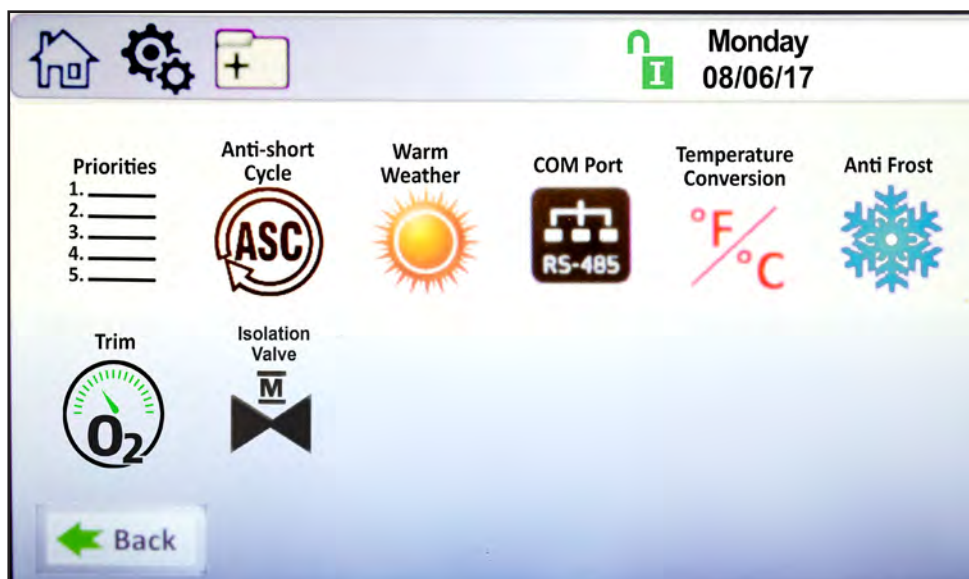 Monday
08/06/17
I
Priorities
1.
2.
3.
4.
5.
Anti-short
Cycle
ASC
Warm
Weather
COM Port
RS-485
Temperature
Conversion
°F/°C
Anti Frost
Trim
O2
Isolation
Valve
M
Back